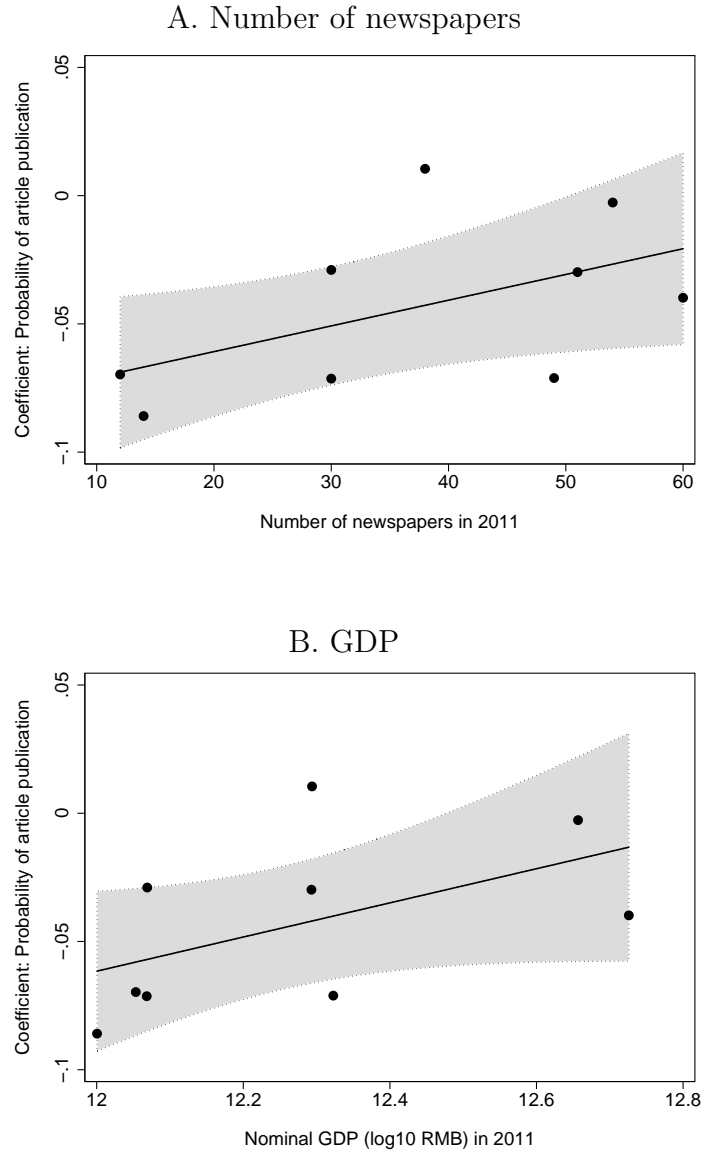 A. Number of newspapers
Coefficient: Probability of article publication
.05
0
-.05
-.1
10 20 30 40 50 60
Number of newspapers in 2011
B. GDP
Coefficient: Probability of article publication
.05
0
-.05
-.1
12 12.2 12.4 12.6 12.8
Nominal GDP (log10 RMB) in 2011